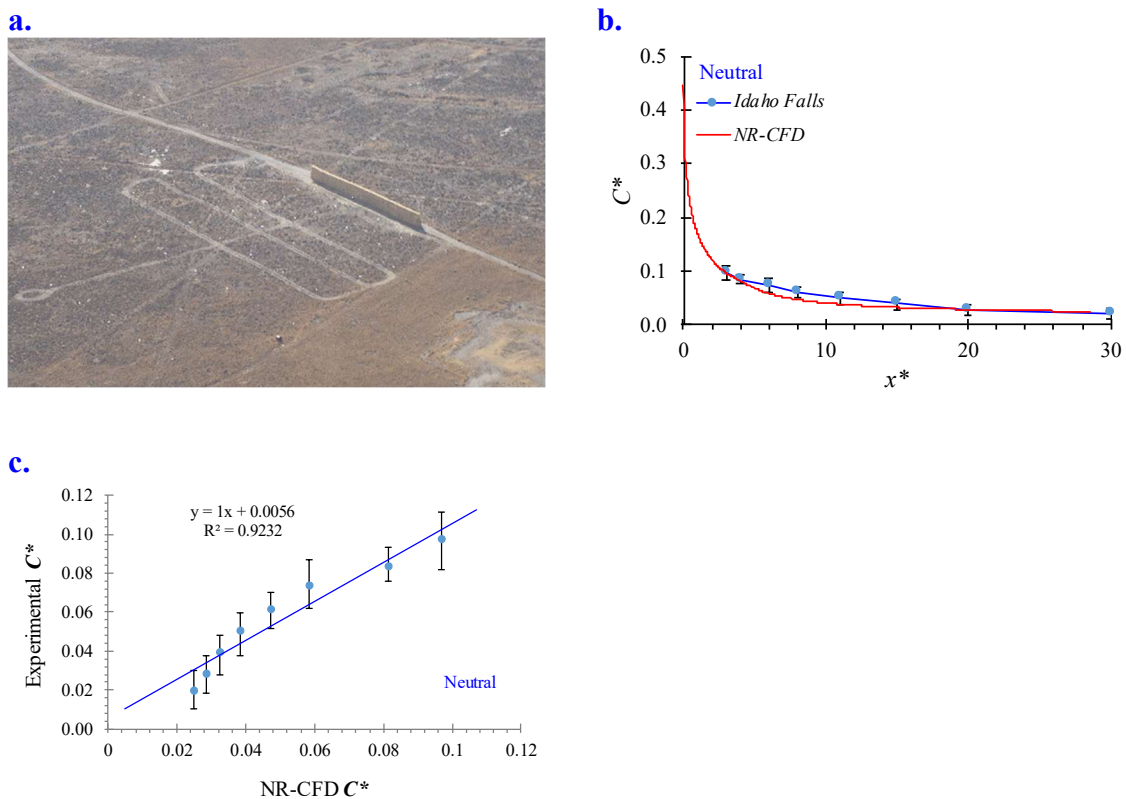 a.
b.
0.5
0.4
0.3
0.2
0.1
0.0
C*
Neutral
Idaho Falls
NR-CFD
0 10 20 30
x*
c.
0.12
0.10
0.08
0.06
0.04
0.02
0.00
Experimental C*
y = 1x + 0.0056
R² = 0.9232
Neutral
0 0.02 0.04 0.06 0.08 0.1 0.12
NR-CFD C*